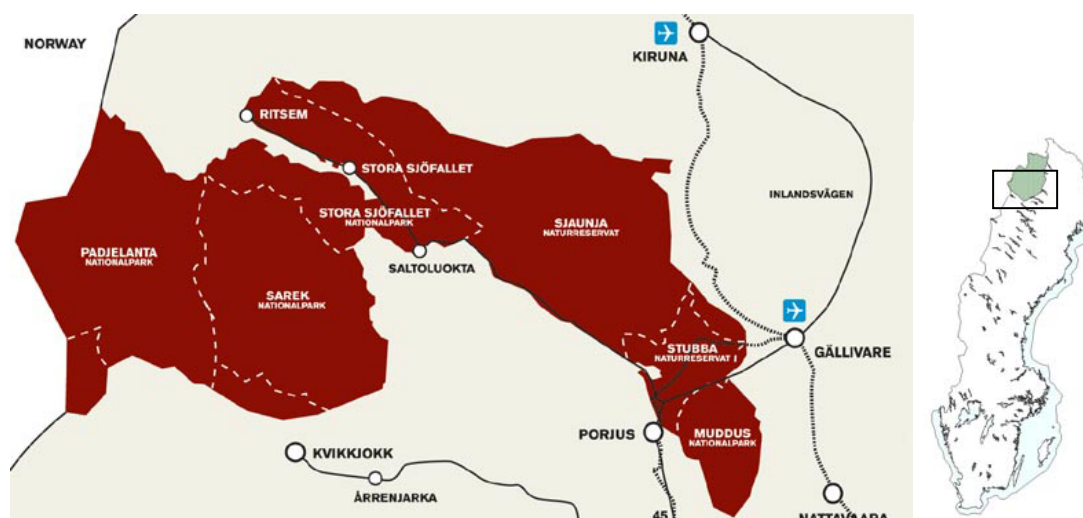 NORWAY
KIRUNA
RITSEM
STORA SJÖFALLET
INLANDSVÄGEN
STORA SJÖFALLET
NATIONALPARK
SJAUNJA
NATURRESERVAT
PADJELANTA
NATIONALPARK
SALTOLUOKTA
SAREK
NATIONALPARK
STUBBA
NATURRESERVAT I
GÄLLIVARE
PORJUS
MUDDUS
NATIONALPARK
KVIKKJOKK
ÅRRENJARKA
45
NATTAVAARA